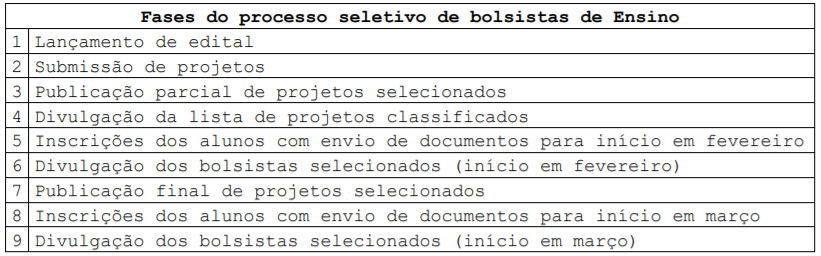 Fases do processo seletivo de bolsistas de Ensino
1 Lançamento de edital
2 Submissão de projetos
3 Publicação parcial de projetos selecionados
4 Divulgação da lista de projetos classificados
5 Inscrições dos alunos com envio de documentos para início em fevereiro
6 Divulgação dos bolsistas selecionados (início em fevereiro)
7 Publicação final de projetos selecionados
8 Inscrições dos alunos com envio de documentos para início em março
9 Divulgação dos bolsistas selecionados (início em março)